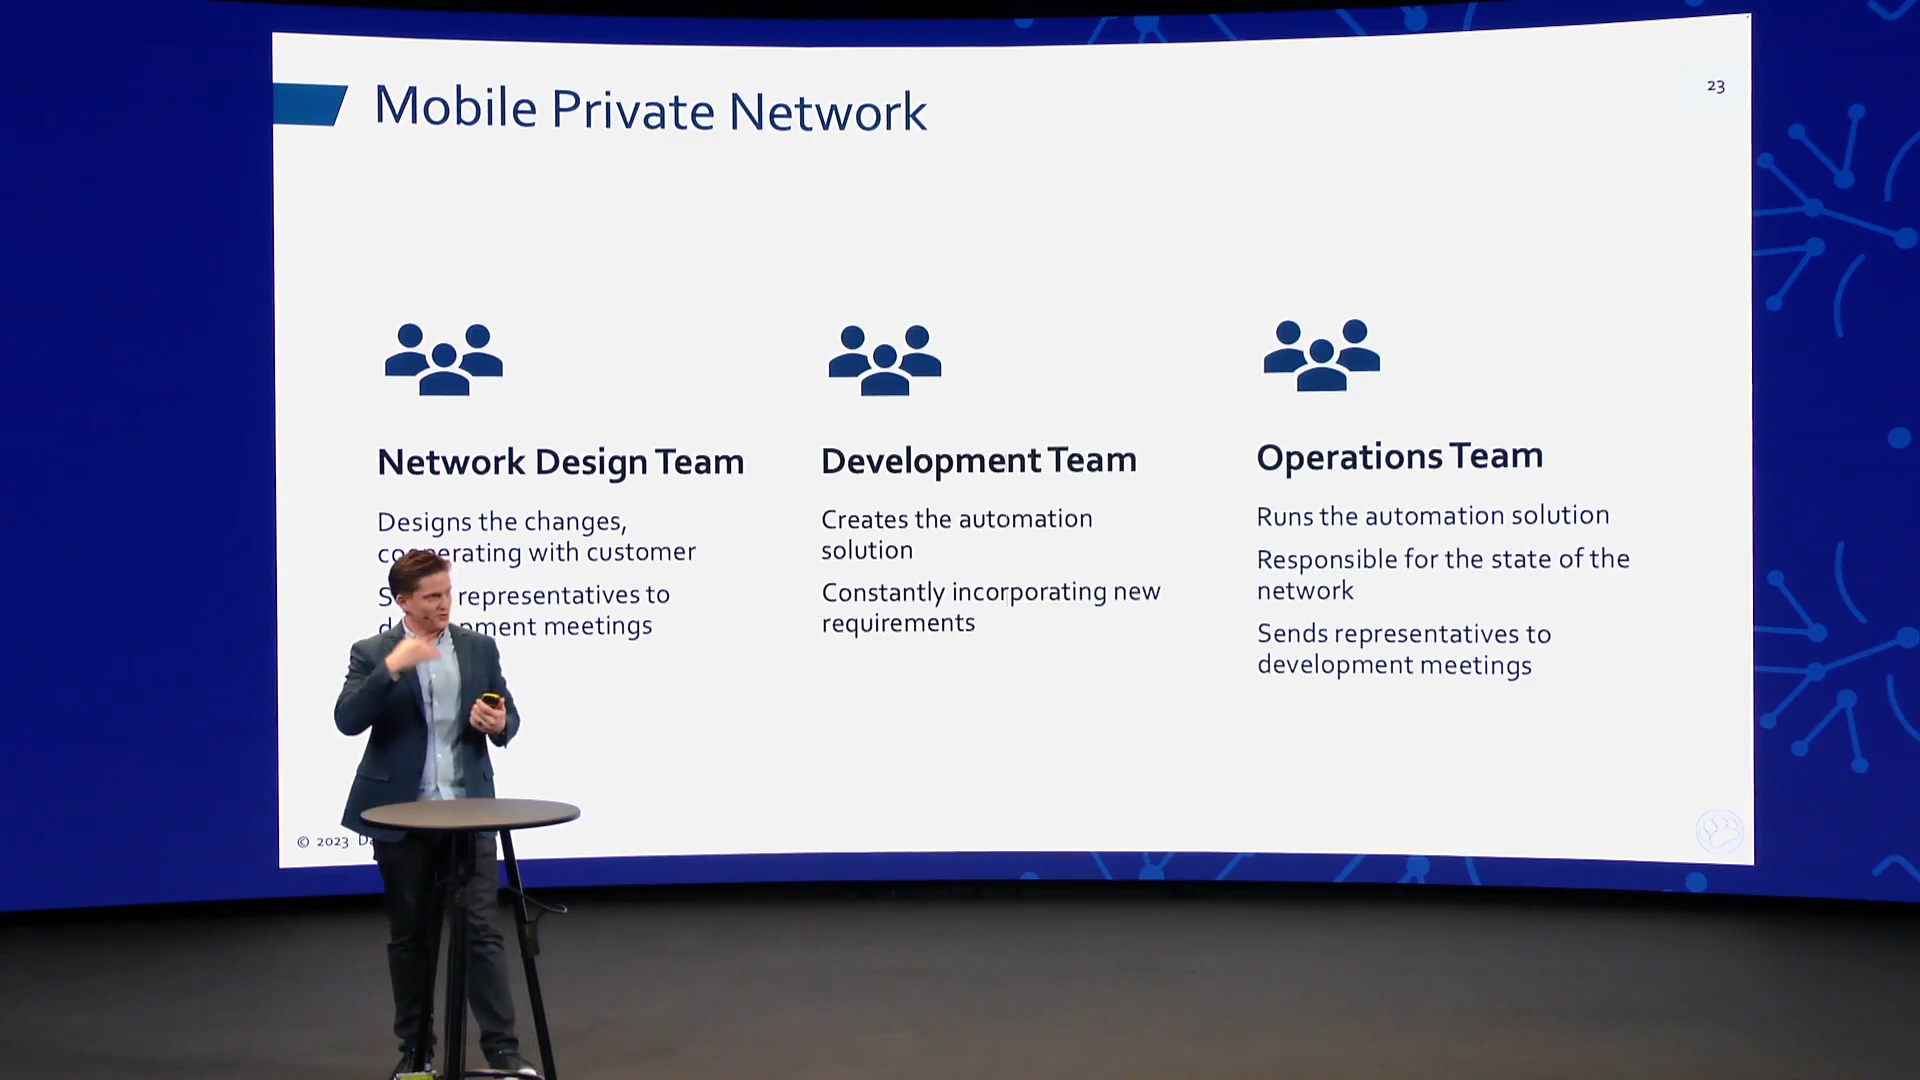 Mobile Private Network
23
Network Design Team
Designs the changes,
cooperating with customer
representatives to
meetings
Development Team
Creates the automation
solution
Constantly incorporating new
requirements
Operations Team
Runs the automation solution
Responsible for the state of the
network
Sends representatives to
development meetings
© 2023